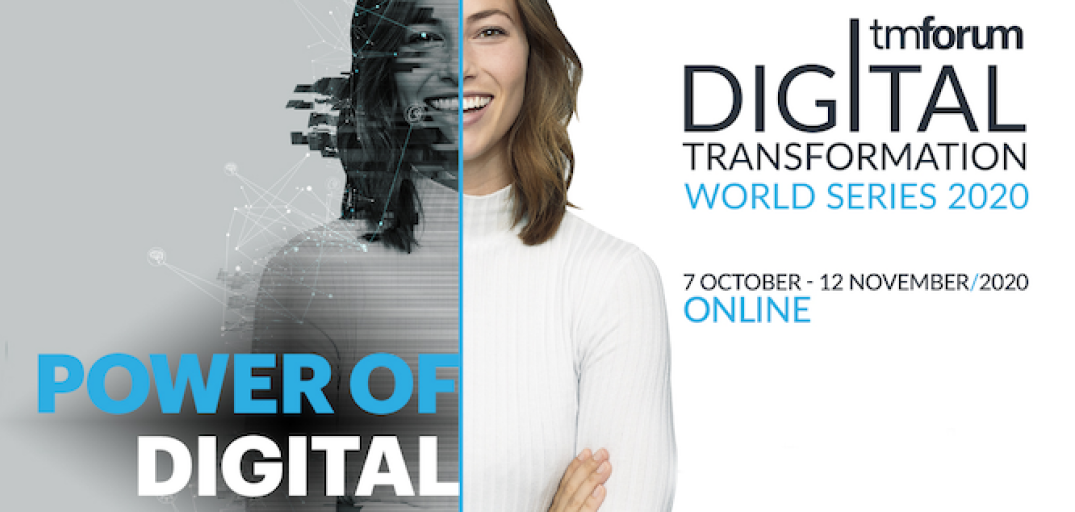 POWER OF
DIGITAL
tmforum
DIGITAL
TRANSFORMATION
WORLD SERIES 2020
7 OCTOBER - 12 NOVEMBER/2020
ONLINE